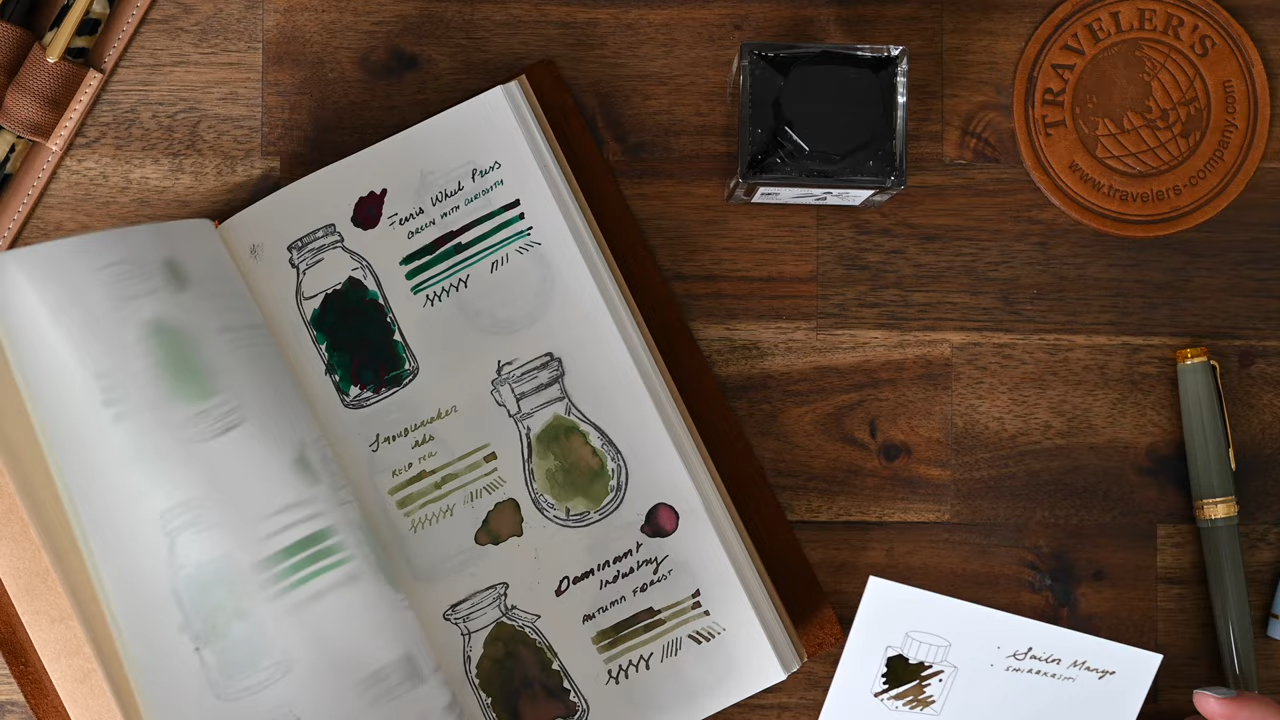 Ferris Wheel Press
GREEN WITH CURIOSITY
Troublemaker
inks
KELP TEA
Dominant
Industry
AUTUMN FOREST
TRAVELER'S
www.travelers-company.com
Sailor Manyo
SHIRAKASHI